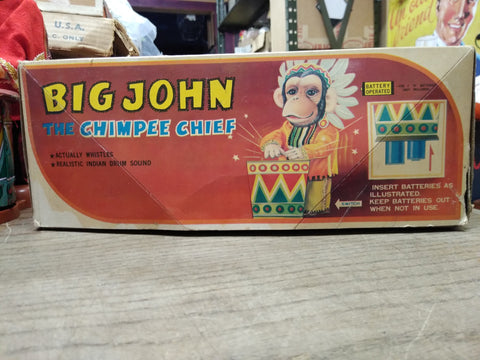 BIG JOHN
THE CHIMPEE CHIEF
★ACTUALLY WHISTLES
★REALISTIC INDIAN DRUM SOUND
BATTERY
OPERATED
SWITCH
INSERT BATTERIES AS
ILLUSTRATED.
KEEP BATTERIES OUT
WHEN NOT IN USE.
U.S.A.
C. ONLY